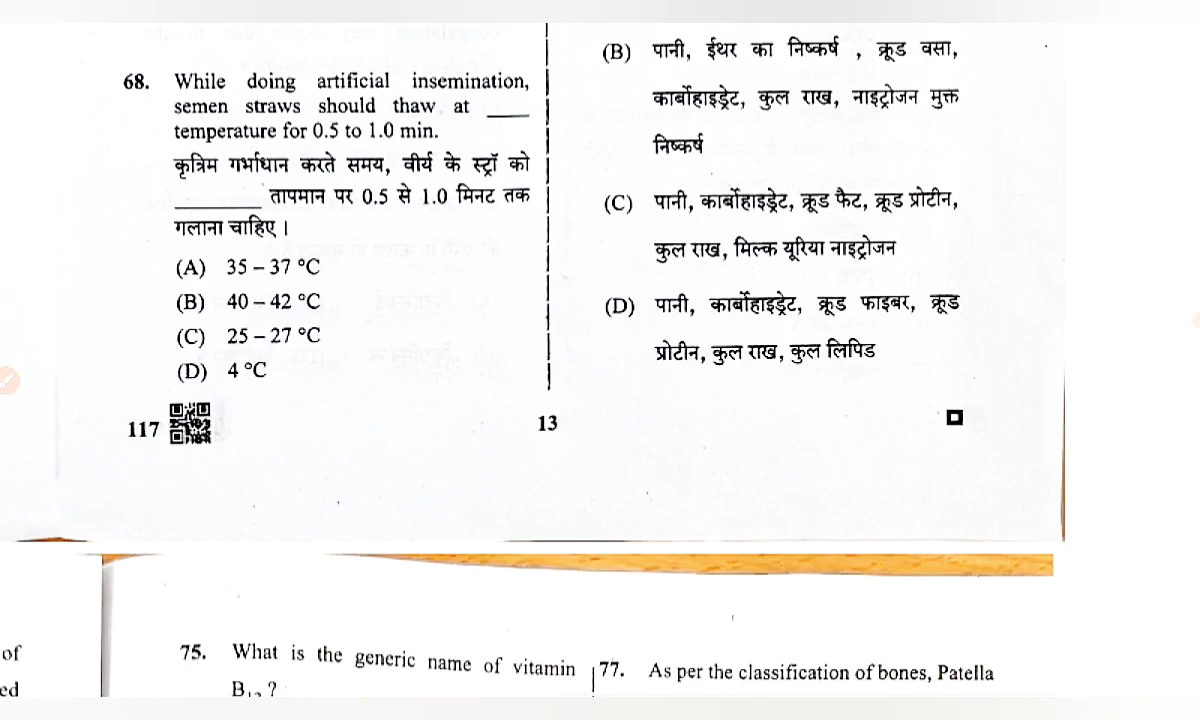 68. While doing artificial insemination,
semen straws should thaw at ____
temperature for 0.5 to 1.0 min.
कृत्रिम गर्भाधान करते समय, वीर्य के स्ट्रॉ को
________ तापमान पर 0.5 से 1.0 मिनट तक
गलाना चाहिए।
(A) 35 – 37 °C
(B) 40 – 42 °C
(C) 25 – 27 °C
(D) 4 °C
(B) पानी, ईथर का निष्कर्ष , क्रूड वसा,
कार्बोहाइड्रेट, कुल राख, नाइट्रोजन मुक्त
निष्कर्ष
(C) पानी, कार्बोहाइड्रेट, क्रूड फैट, क्रूड प्रोटीन,
कुल राख, मिल्क यूरिया नाइट्रोजन
(D) पानी, कार्बोहाइड्रेट, क्रूड फाइबर, क्रूड
प्रोटीन, कुल राख, कुल लिपिड
117
13
of
ed
75. What is the generic name of vitamin
B₁₂ ?
77. As per the classification of bones, Patella